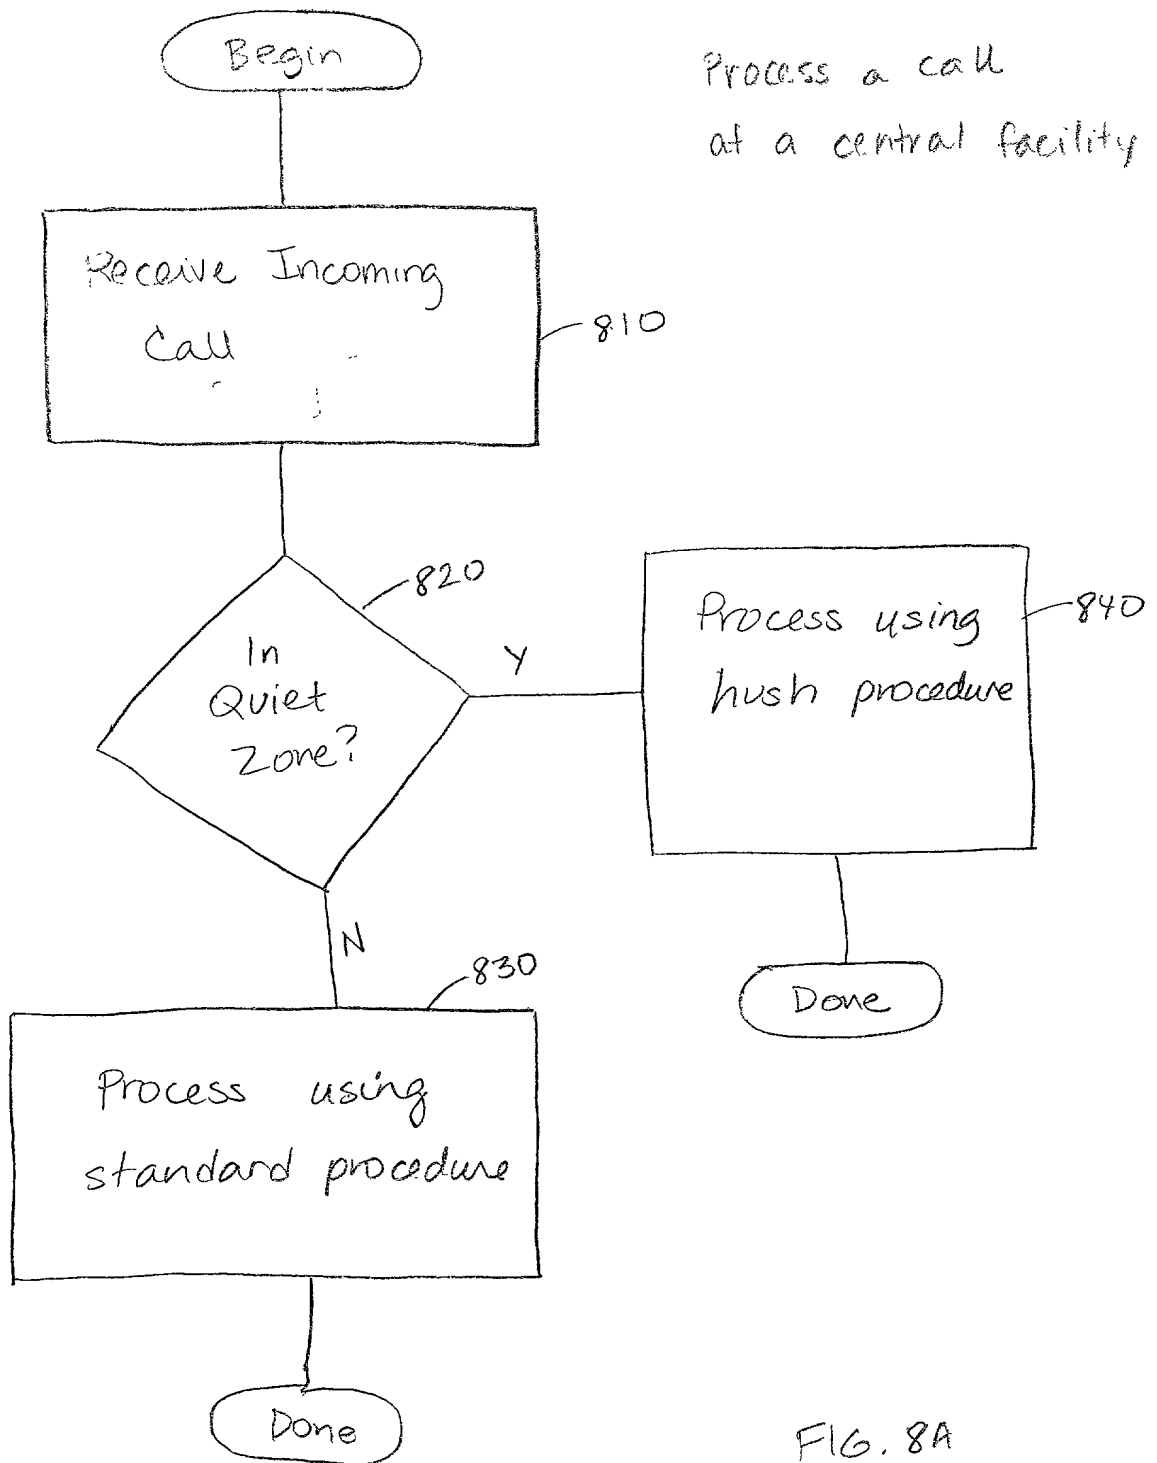 Begin
Process a call
at a central facility
Receive Incoming
Call
810
820
In
Quiet
Zone?
Y
Process using
hush procedure
840
N
830
Done
Process using
standard procedure
Done
FIG. 8A